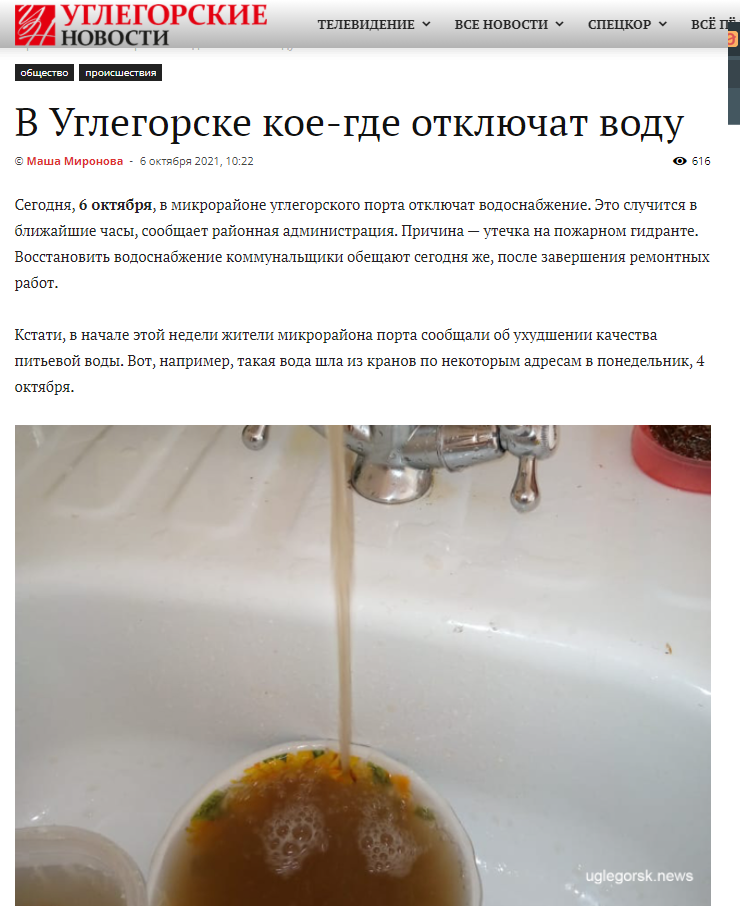 УГЛЕГОРСКИЕ
НОВОСТИ
ТЕЛЕВИДЕНИЕ ВСЕ НОВОСТИ СПЕЦКОР ВСЁ ПЁ
общество происшествия
В Углегорске кое-где отключат воду
© Маша Миронова - 6 октября 2021, 10:22 616
Сегодня, 6 октября, в микрорайоне углегорского порта отключат водоснабжение. Это случится в
ближайшие часы, сообщает районная администрация. Причина — утечка на пожарном гидранте.
Восстановить водоснабжение коммунальщики обещают сегодня же, после завершения ремонтных
работ.
Кстати, в начале этой недели жители микрорайона порта сообщали об ухудшении качества
питьевой воды. Вот, например, такая вода шла из кранов по некоторым адресам в понедельник, 4
октября.
uglegorsk.news